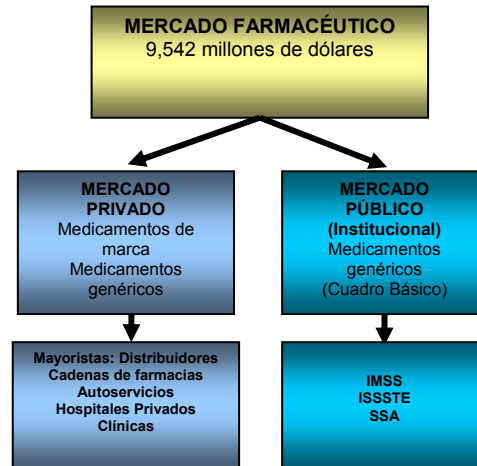 MERCADO FARMACÉUTICO
9,542 millones de dólares
MERCADO
PRIVADO
Medicamentos de
marca
Medicamentos
genéricos
MERCADO
PÚBLICO
(Institucional)
Medicamentos
genéricos
(Cuadro Básico)
Mayoristas: Distribuidores
Cadenas de farmacias
Autoservicios
Hospitales Privados
Clínicas
IMSS
ISSSTE
SSA